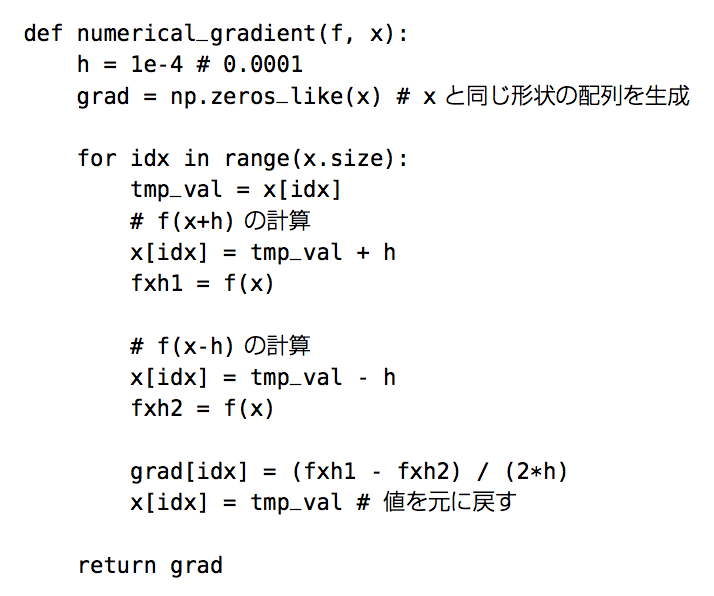 def numerical_gradient(f, x):
    h = 1e-4 # 0.0001
    grad = np.zeros_like(x) # x と同じ形状の配列を生成

    for idx in range(x.size):
        tmp_val = x[idx]
        # f(x+h) の計算
        x[idx] = tmp_val + h
        fxh1 = f(x)

        # f(x-h) の計算
        x[idx] = tmp_val - h
        fxh2 = f(x)

        grad[idx] = (fxh1 - fxh2) / (2*h)
        x[idx] = tmp_val # 値を元に戻す

    return grad